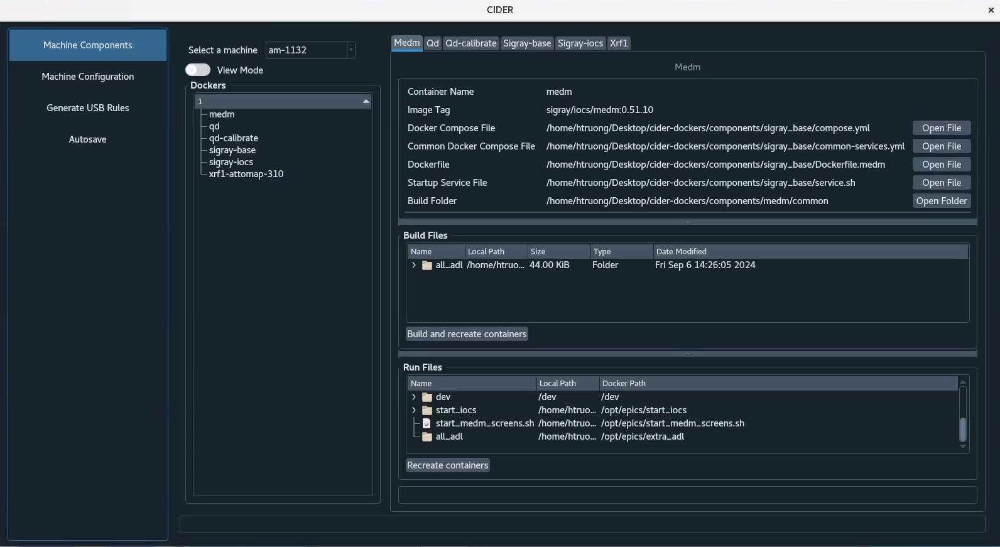 CIDER
Machine Components
Machine Configuration
Generate USB Rules
Autosave
Select a machine am-1132
View Mode
Dockers
1
medm
qd
qd-calibrate
sigray-base
sigray-iocs
xrf1-attomap-310
Medm Qd Qd-calibrate Sigray-base Sigray-iocs Xrf1
Medm
Container Name medm
Image Tag sigray/iocs/medm:0.51.10
Docker Compose File /home/htruong/Desktop/cider-dockers/components/sigray_base/compose.yml Open File
Common Docker Compose File /home/htruong/Desktop/cider-dockers/components/sigray_base/common-services.yml Open File
Dockerfile /home/htruong/Desktop/cider-dockers/components/sigray_base/Dockerfile.medm Open File
Startup Service File /home/htruong/Desktop/cider-dockers/components/sigray_base/service.sh Open File
Build Folder /home/htruong/Desktop/cider-dockers/components/medm/common Open Folder
Build Files
Name Local Path Size Type Date Modified
all_adl /home/htruo... 44.00 KiB Folder Fri Sep 6 14:26:05 2024
Build and recreate containers
Run Files
Name Local Path Docker Path
dev /dev /dev
start_iocs /home/htruo... /opt/epics/start_iocs
start_medm_screens.sh /home/htruo... /opt/epics/start_medm_screens.sh
all_adl /home/htruo... /opt/epics/extra_adl
Recreate containers